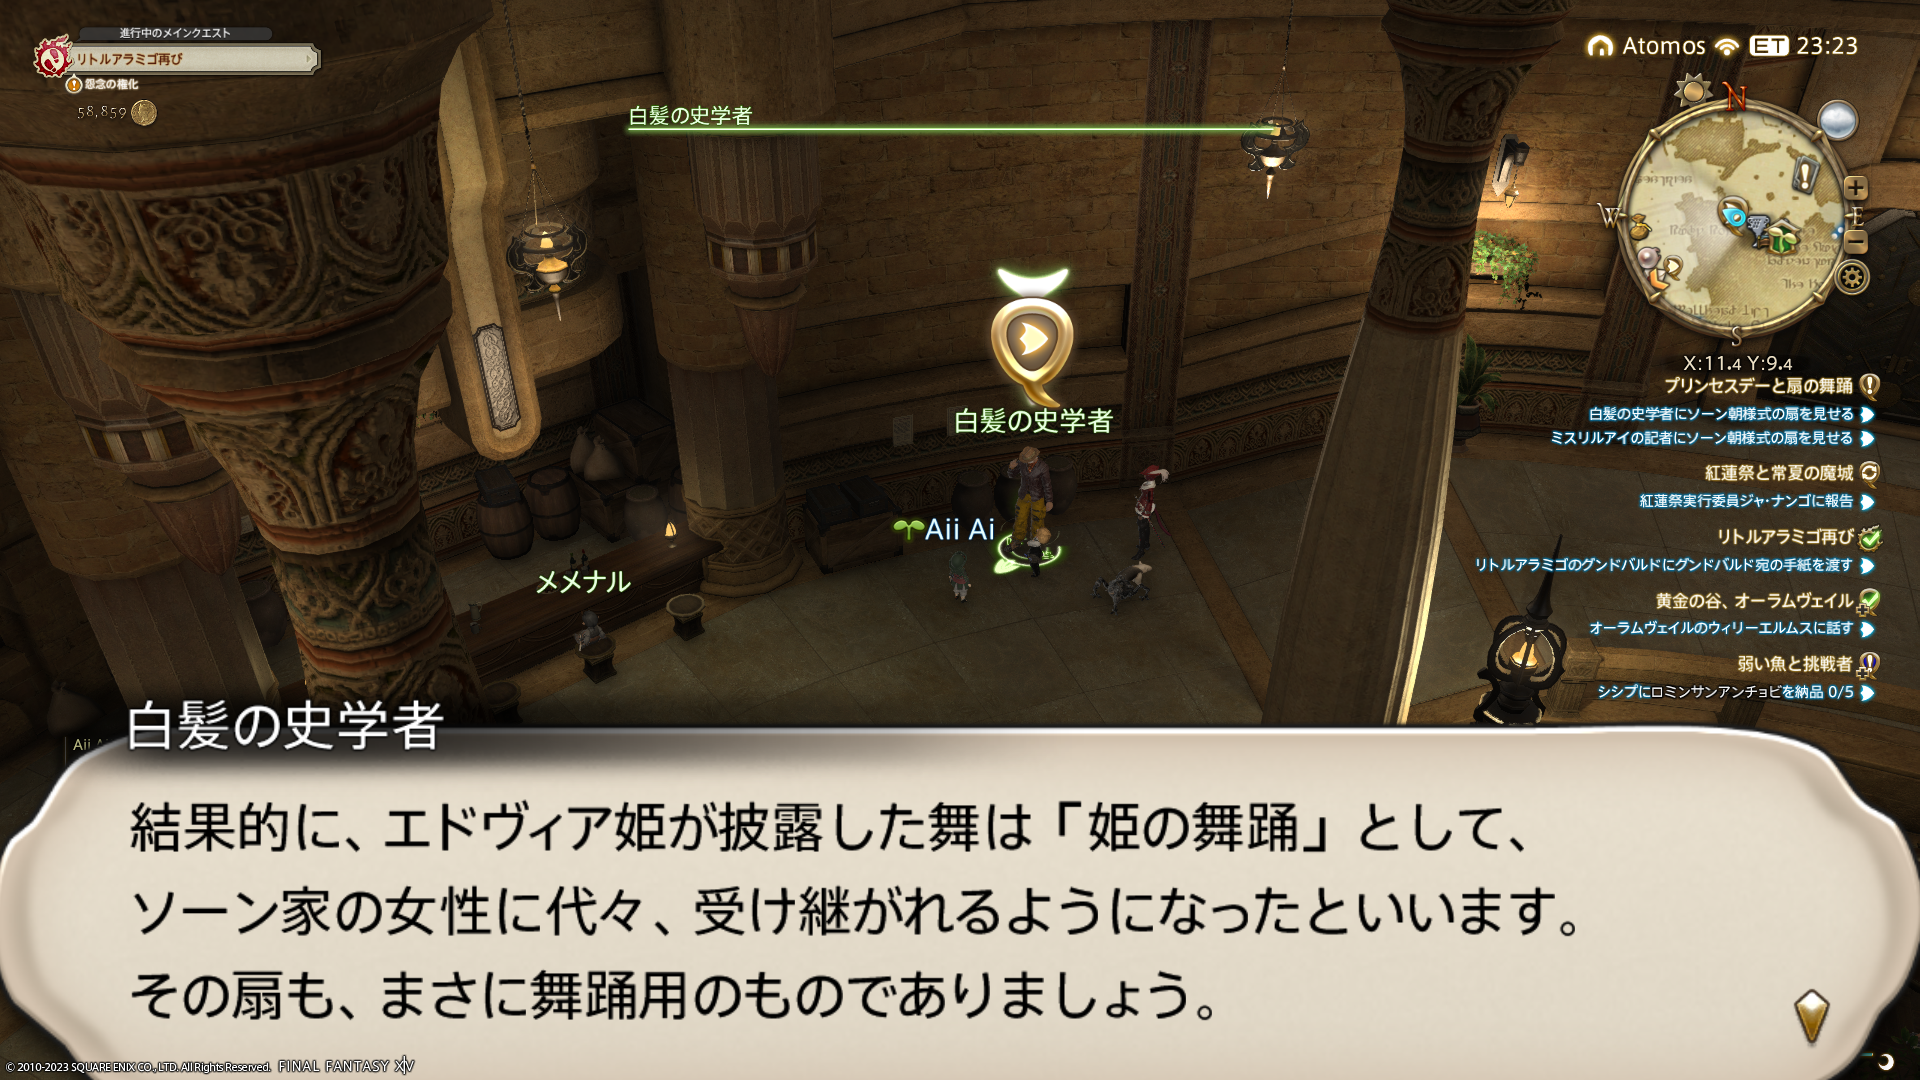 進行中のメインクエスト
リトルアラミゴ再び
怨念の権化
58,859
Atomos ET 23:23
白髪の史学者
N
W
E
S
X:11.4 Y:9.4
プリンセスデーと扇の舞踊
白髪の史学者にソーン朝様式の扇を見せる
ミスリルアイの記者にソーン朝様式の扇を見せる
紅蓮祭と常夏の魔城
紅蓮祭実行委員ジャ・ナンゴに報告
リトルアラミゴ再び
リトルアラミゴのグンドバルドにグンドバルド宛の手紙を渡す
黄金の谷、オーラムヴェイル
オーラムヴェイルのウィリーエルムスに話す
弱い魚と挑戦者
シシプにロミンサンアンチョビを納品 0/5
白髪の史学者
Aii Ai
メメナル
白髪の史学者
結果的に、エドヴィア姫が披露した舞は「姫の舞踊」として、
ソーン家の女性に代々、受け継がれるようになったといいます。
その扇も、まさに舞踊用のものでありましょう。
© 2010-2023 SQUARE ENIX CO., LTD. All Rights Reserved. FINAL FANTASY XIV